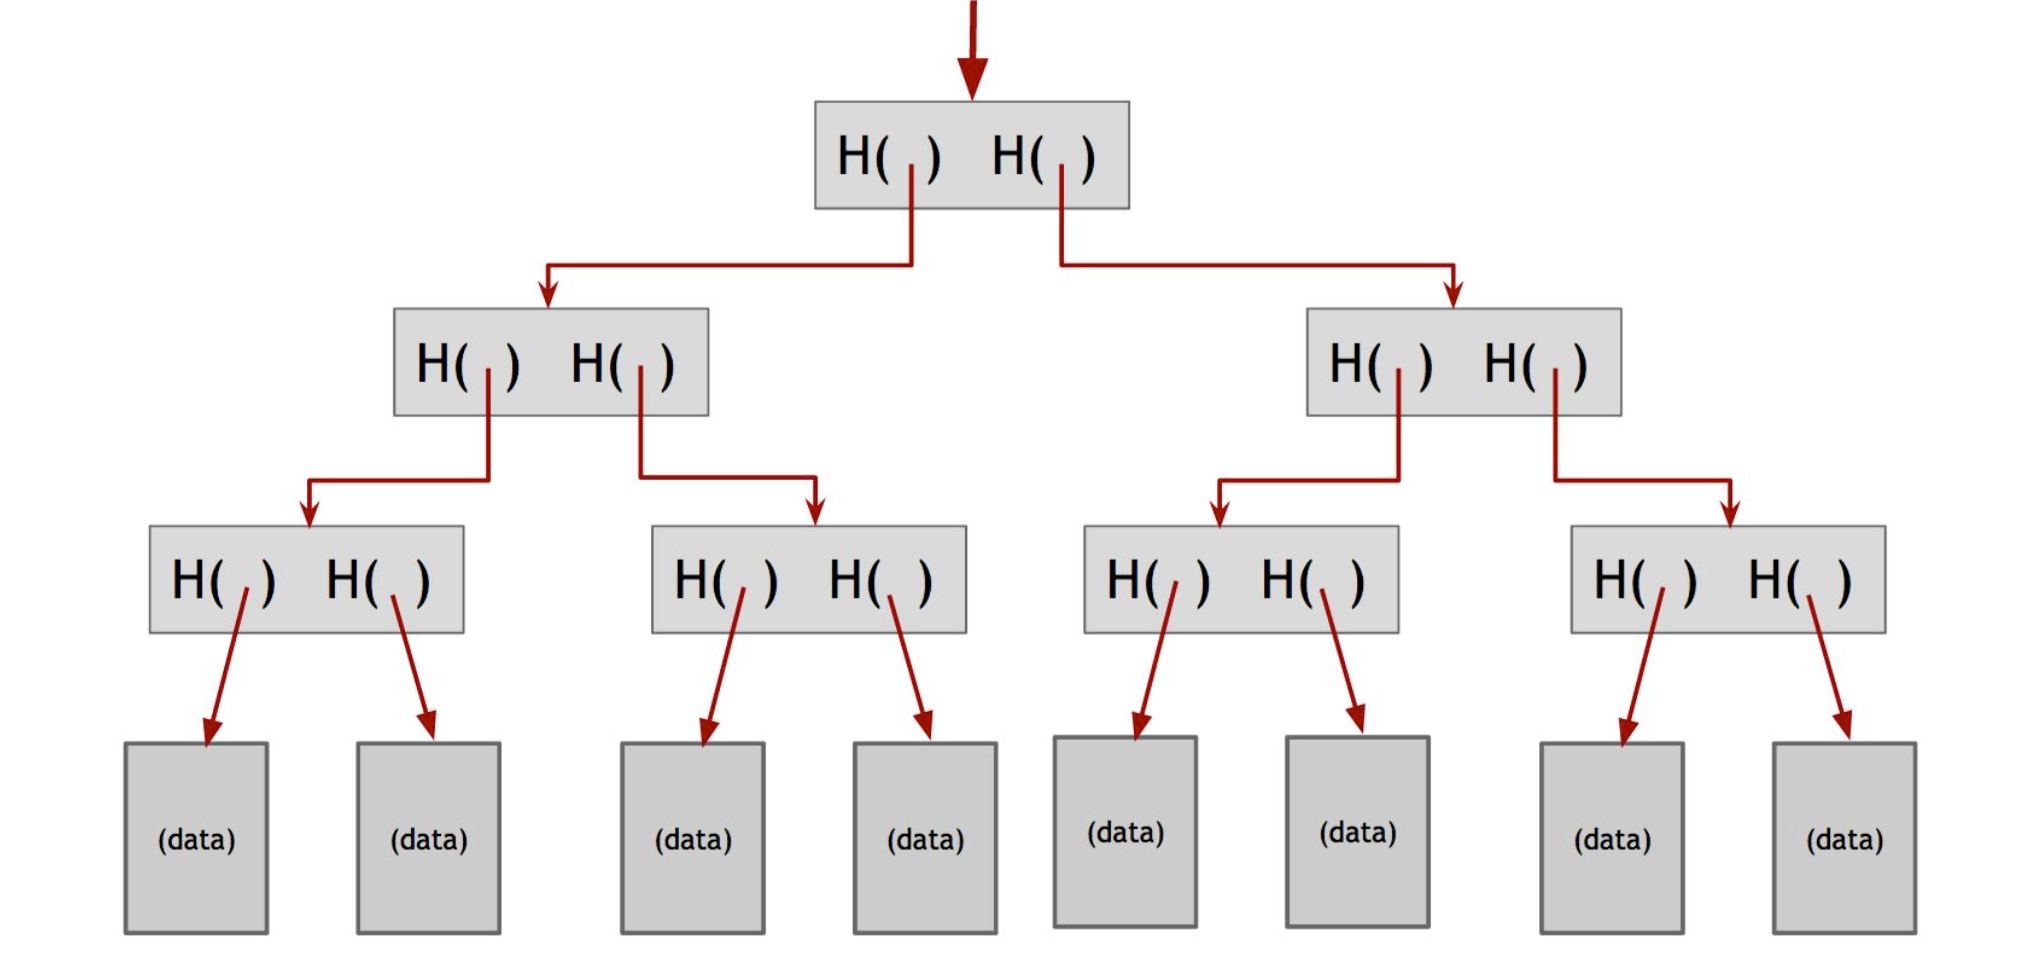 H( ) H( )
H( ) H( ) H( ) H( )
H( ) H( ) H( ) H( ) H( ) H( ) H( ) H( )
(data) (data) (data) (data) (data) (data) (data) (data)